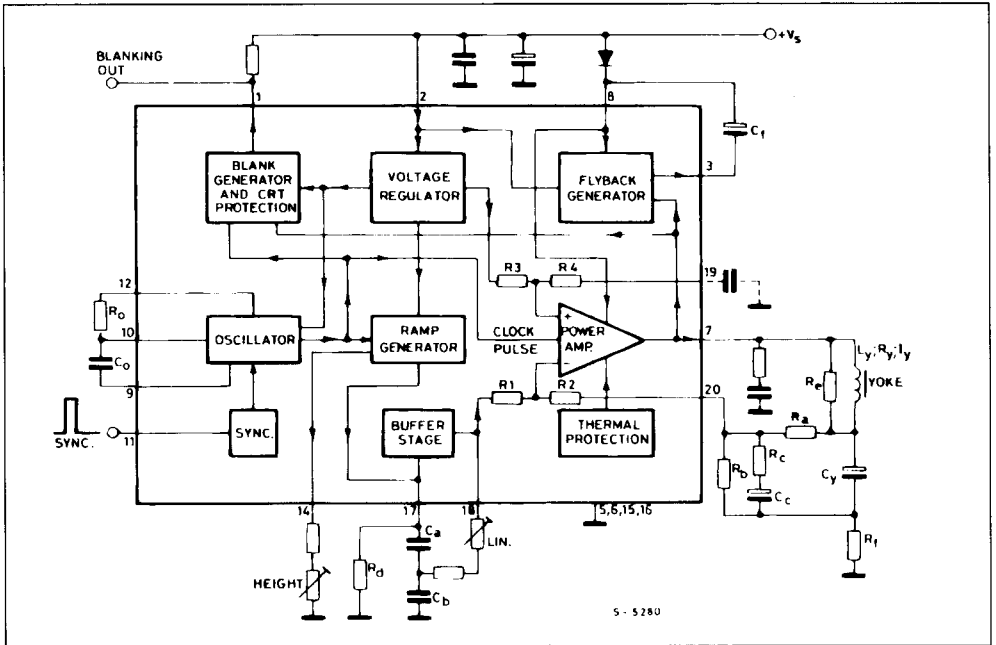 +Vs
BLANKING
OUT
1
2
8
Cf
3
BLANK
GENERATOR
AND CRT
PROTECTION
VOLTAGE
REGULATOR
FLYBACK
GENERATOR
R3
R4
19
12
Ro
10
Co
9
OSCILLATOR
RAMP
GENERATOR
CLOCK
PULSE
+
POWER
AMP.
−
7
Ly;Ry;Iy
YOKE
Re
R1
R2
20
Ra
SYNC.
11
SYNC.
BUFFER
STAGE
THERMAL
PROTECTION
Rb
Rc
Cc
Cy
14
17
18
5,6,15,16
Rf
HEIGHT
Rd
Ca
Cb
LIN.
S-5280